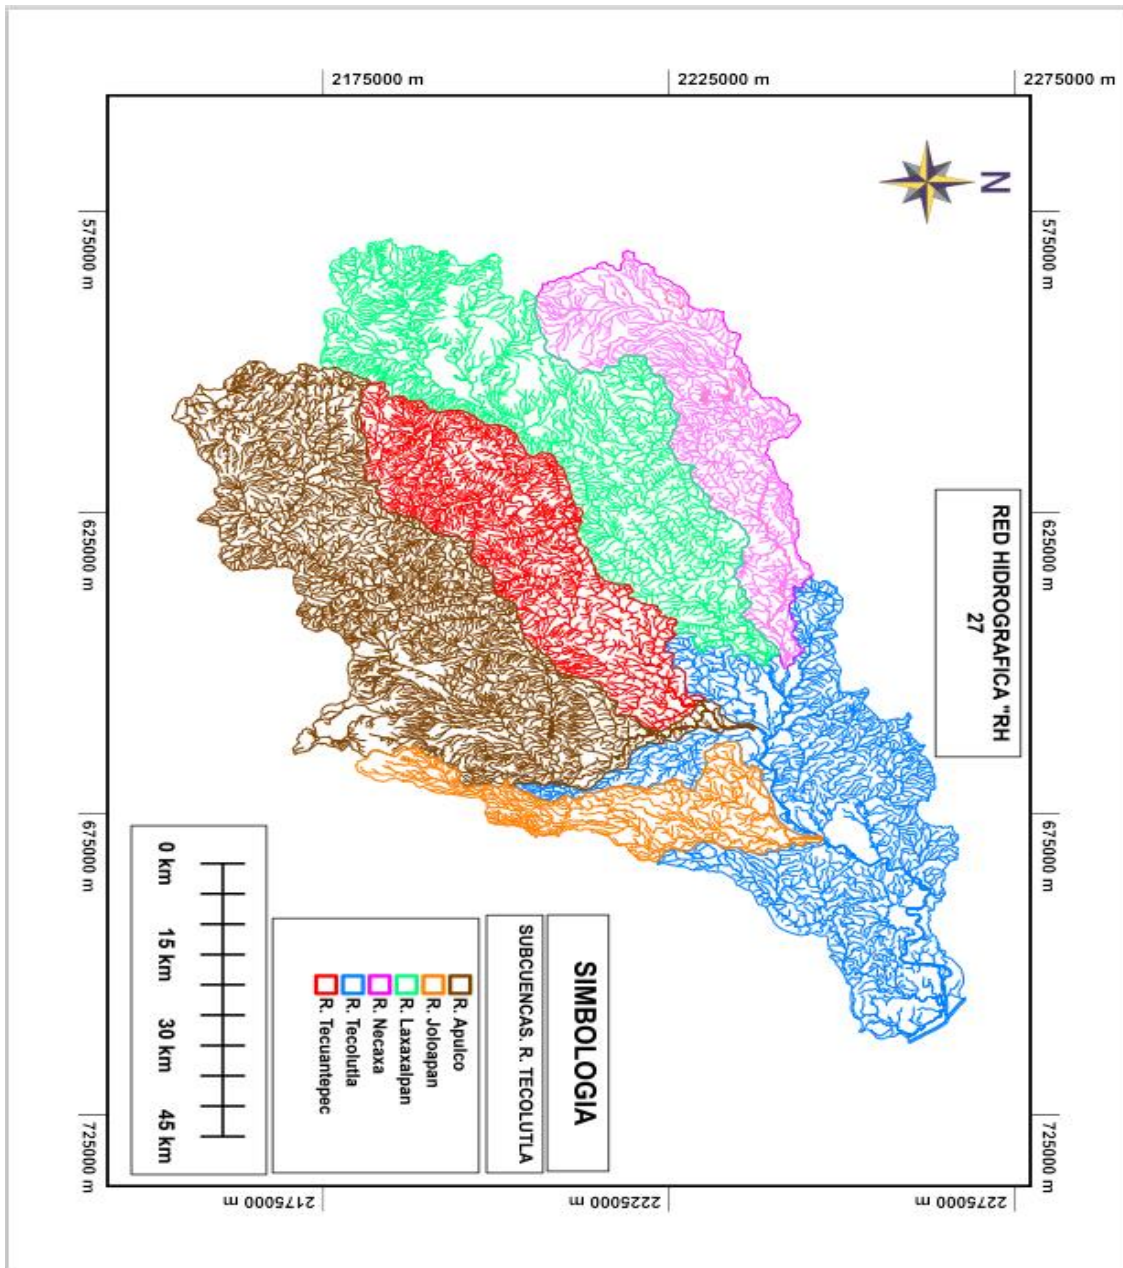 2175000 m
2225000 m
2275000 m
N
575000 m
575000 m
RED HIDROGRAFICA "RH
27
625000 m
625000 m
675000 m
675000 m
SIMBOLOGIA
SUBCUENCAS. R. TECOLUTLA
R. Apulco
R. Joloapan
R. Laxaxalpan
R. Necaxa
R. Tecolutla
R. Tecuantepec
0 km
15 km
30 km
45 km
725000 m
725000 m
2175000 m
2225000 m
2275000 m